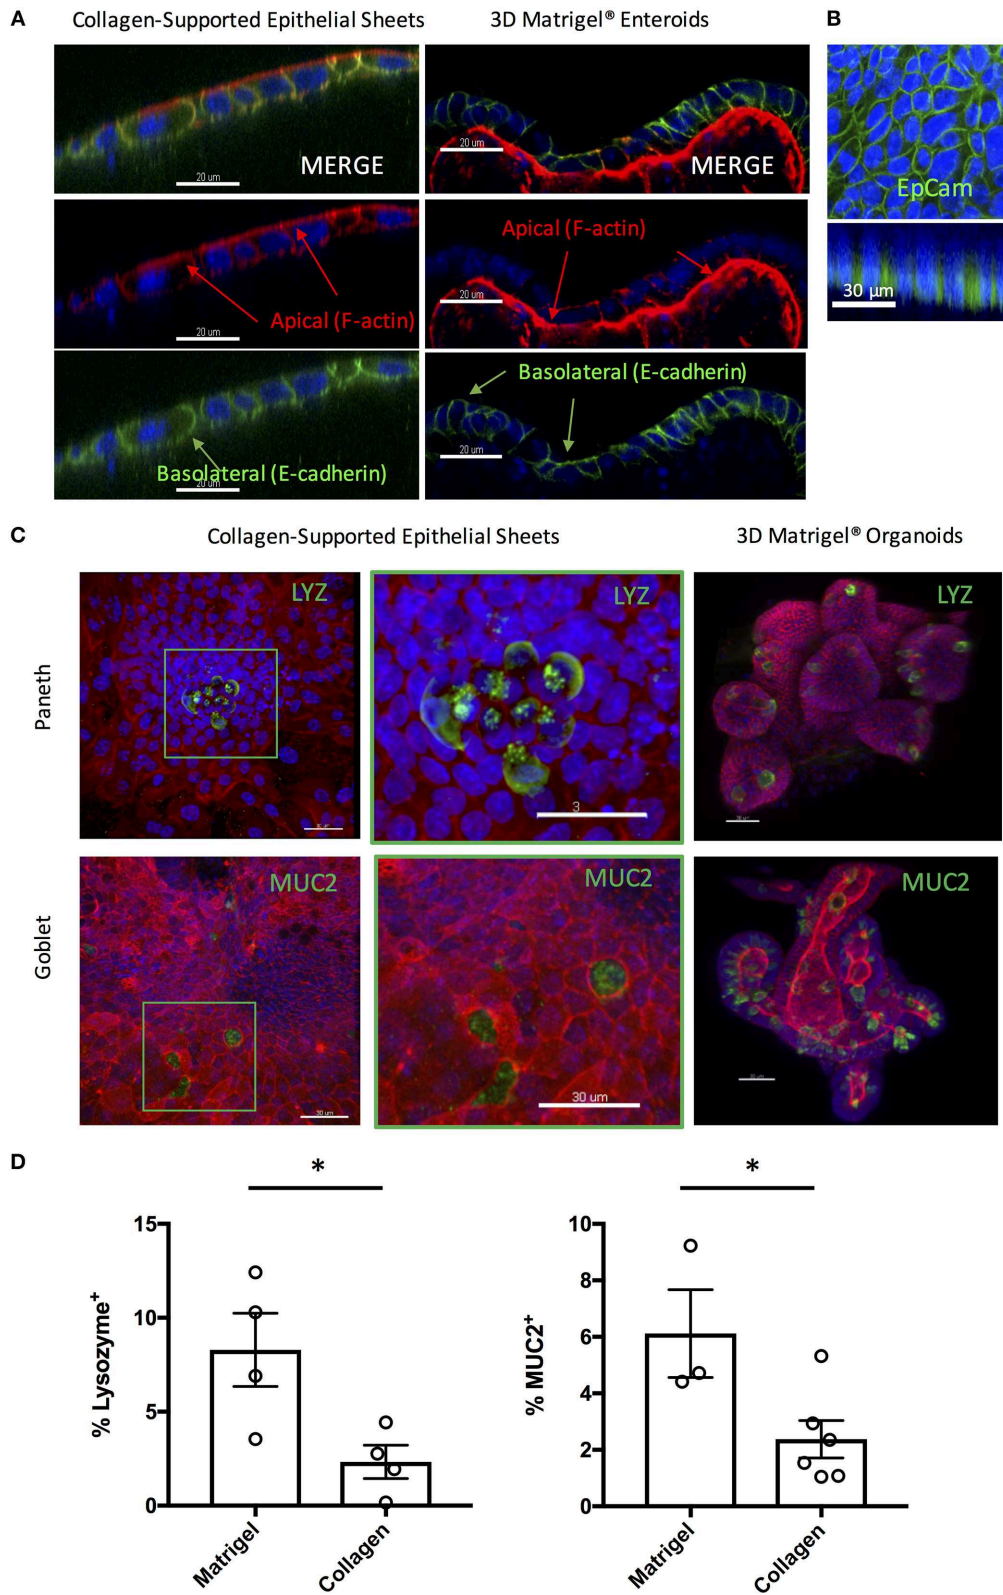 A
Collagen-Supported Epithelial Sheets
3D Matrigel® Enteroids
B
MERGE
20 um
MERGE
20 um
Apical (F-actin)
20 um
Apical (F-actin)
20 um
Basolateral (E-cadherin)
20 um
Basolateral (E-cadherin)
20 um
EpCam
30 µm
C
Collagen-Supported Epithelial Sheets
3D Matrigel® Organoids
Paneth
LYZ
LYZ
3
LYZ
Goblet
MUC2
30 um
MUC2
30 um
MUC2
D
*
% Lysozyme+
15
10
5
0
Matrigel
Collagen
*
% MUC2+
10
8
6
4
2
0
Matrigel
Collagen